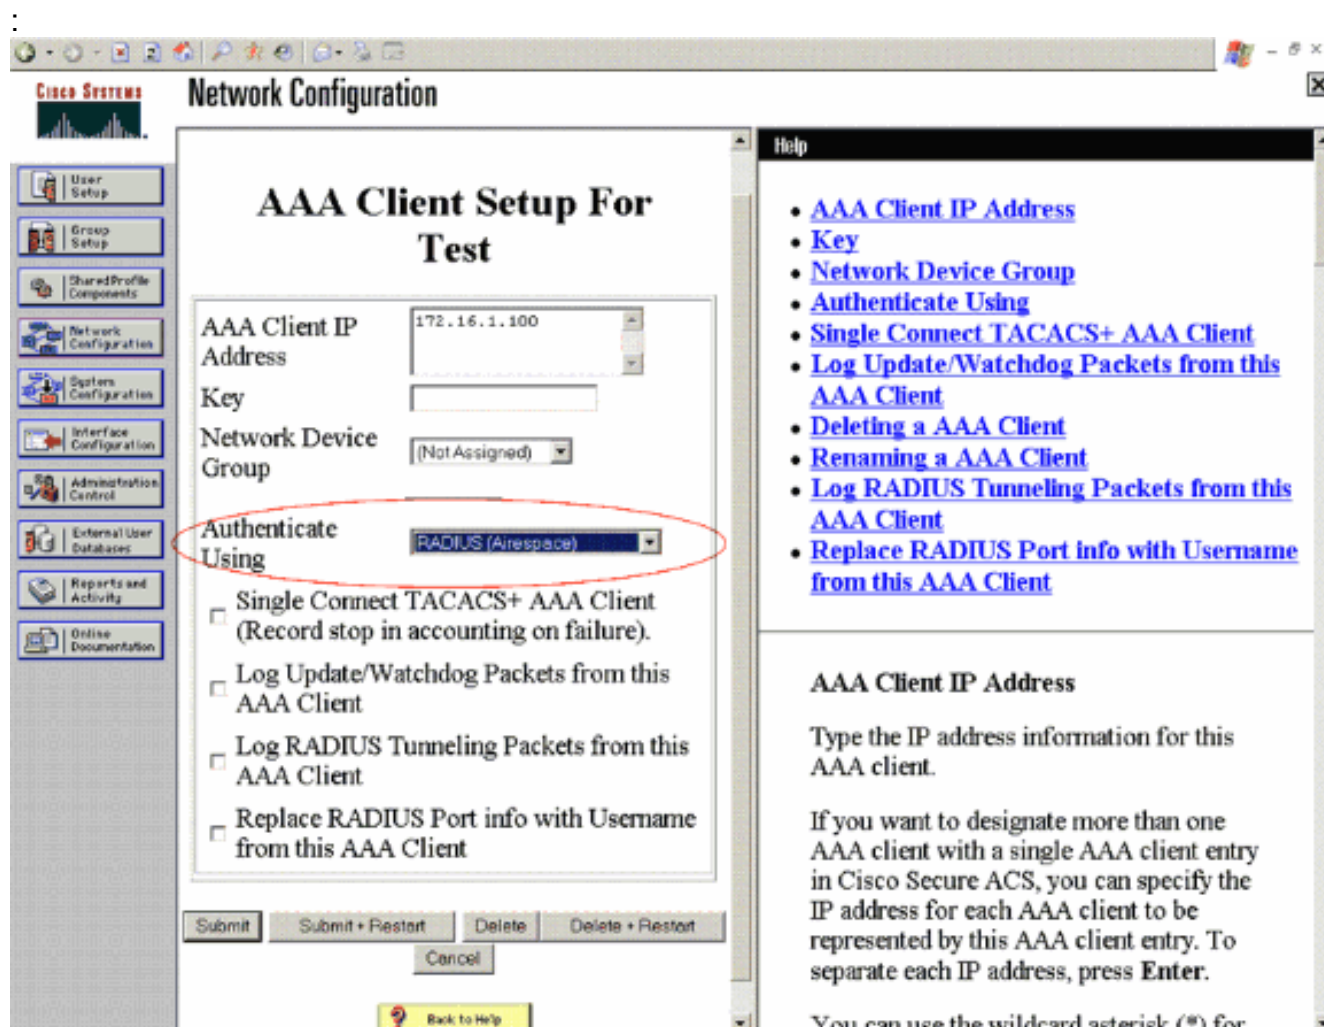 :
CISCO SYSTEMS
Network Configuration
User
Setup
Group
Setup
Shared Profile
Components
Network
Configuration
System
Configuration
Interface
Configuration
Administration
Control
External User
Databases
Reports and
Activity
Online
Documentation
AAA Client Setup For
Test
AAA Client IP
Address
172.16.1.100
Key
Network Device
Group
(Not Assigned)
Authenticate
Using
RADIUS (Airespace)
Single Connect TACACS+ AAA Client
(Record stop in accounting on failure).
Log Update/Watchdog Packets from this
AAA Client
Log RADIUS Tunneling Packets from this
AAA Client
Replace RADIUS Port info with Username
from this AAA Client
Submit
Submit + Restart
Delete
Delete + Restart
Cancel
? Back to Help
Help
• AAA Client IP Address
• Key
• Network Device Group
• Authenticate Using
• Single Connect TACACS+ AAA Client
• Log Update/Watchdog Packets from this
AAA Client
• Deleting a AAA Client
• Renaming a AAA Client
• Log RADIUS Tunneling Packets from this
AAA Client
• Replace RADIUS Port info with Username
from this AAA Client
AAA Client IP Address
Type the IP address information for this
AAA client.
If you want to designate more than one
AAA client with a single AAA client entry
in Cisco Secure ACS, you can specify the
IP address for each AAA client to be
represented by this AAA client entry. To
separate each IP address, press Enter.
You can use the wildcard asterisk (*) for